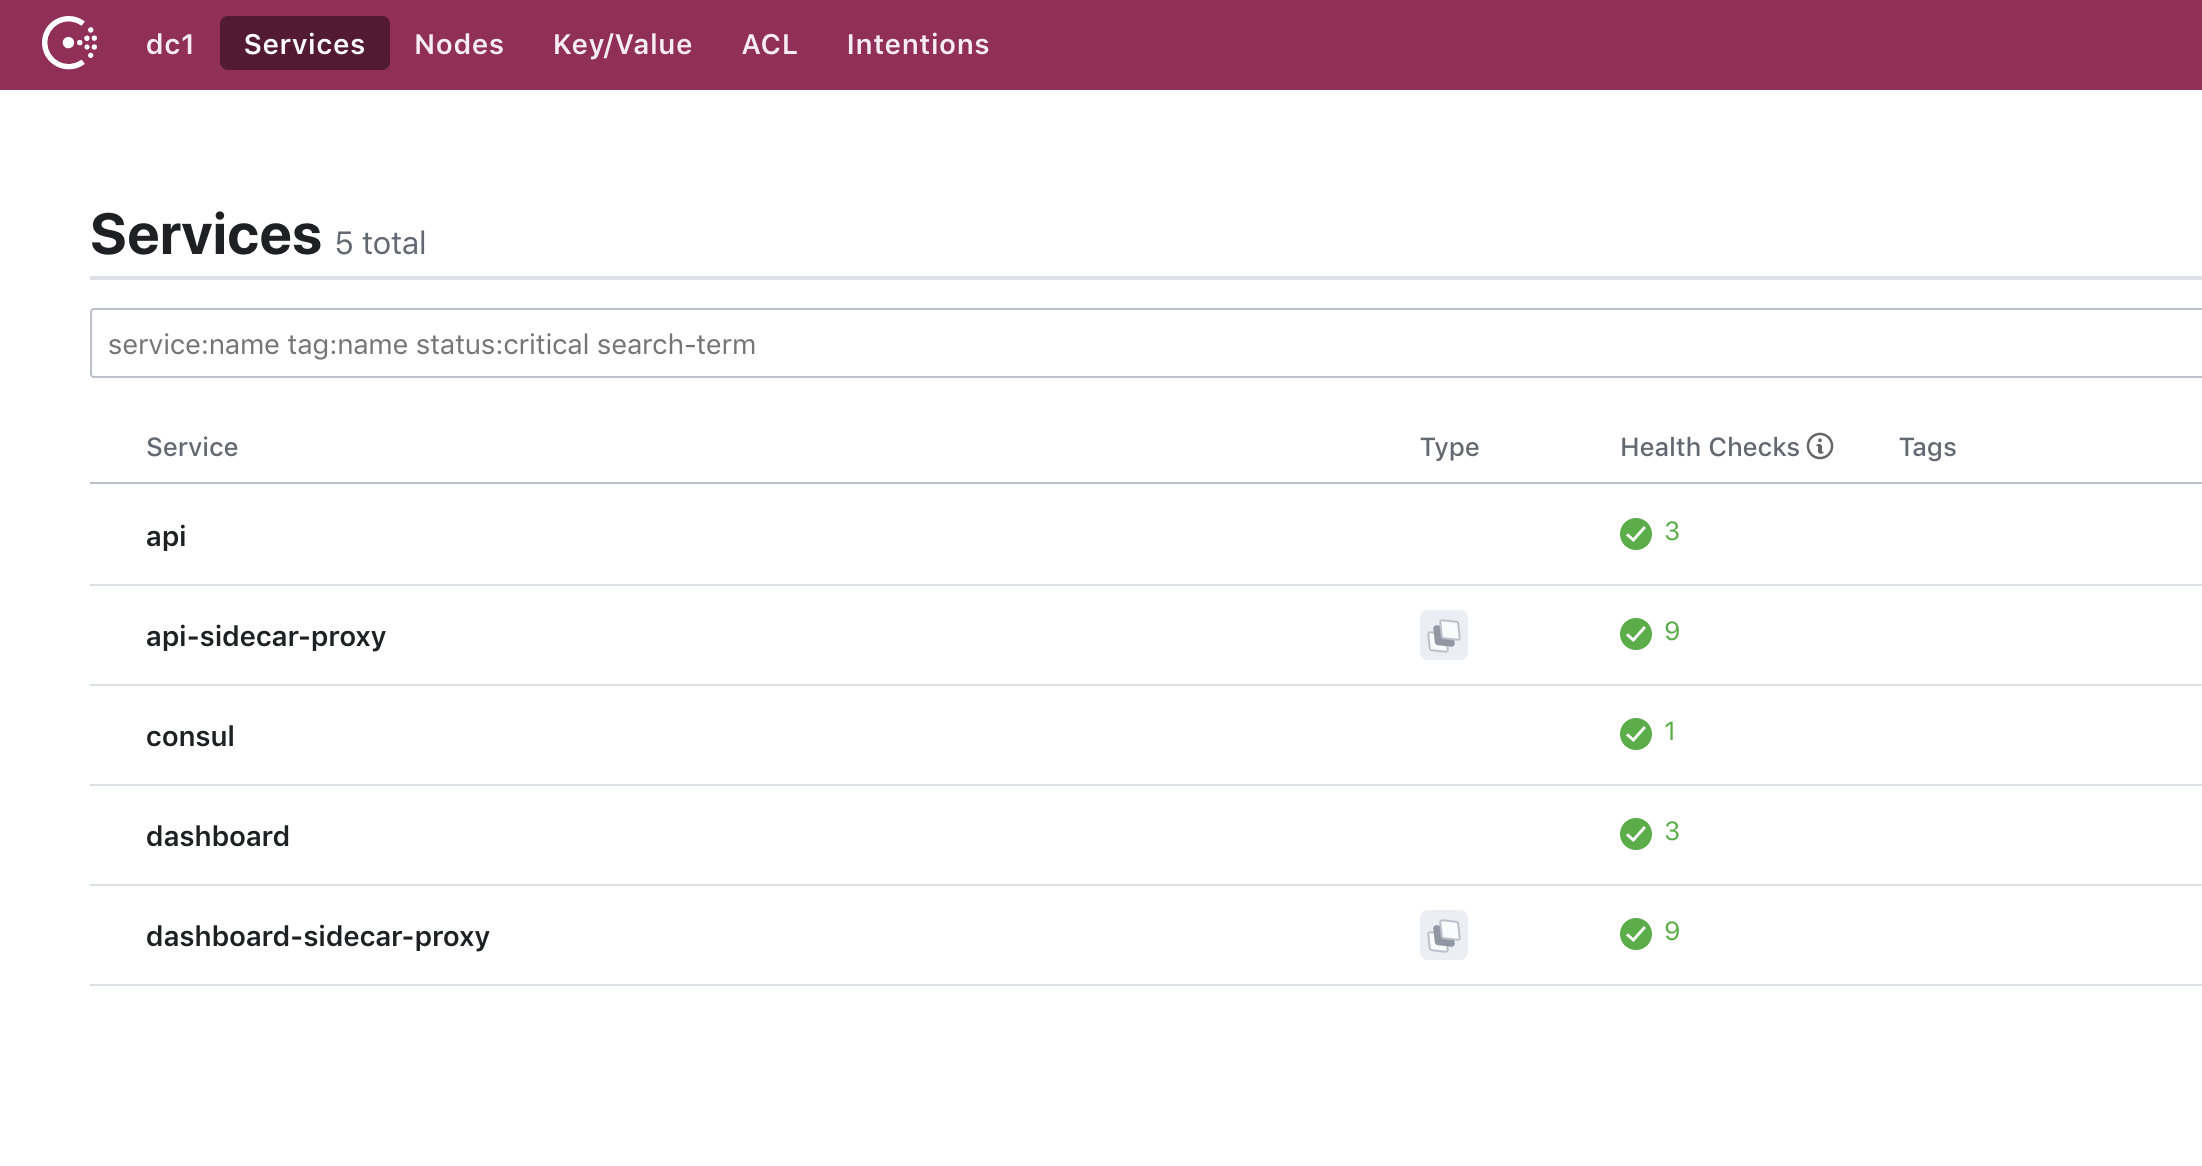 dc1 Services Nodes Key/Value ACL Intentions
Services 5 total
service:name tag:name status:critical search-term
Service Type Health Checks Tags
api 3
api-sidecar-proxy 9
consul 1
dashboard 3
dashboard-sidecar-proxy 9